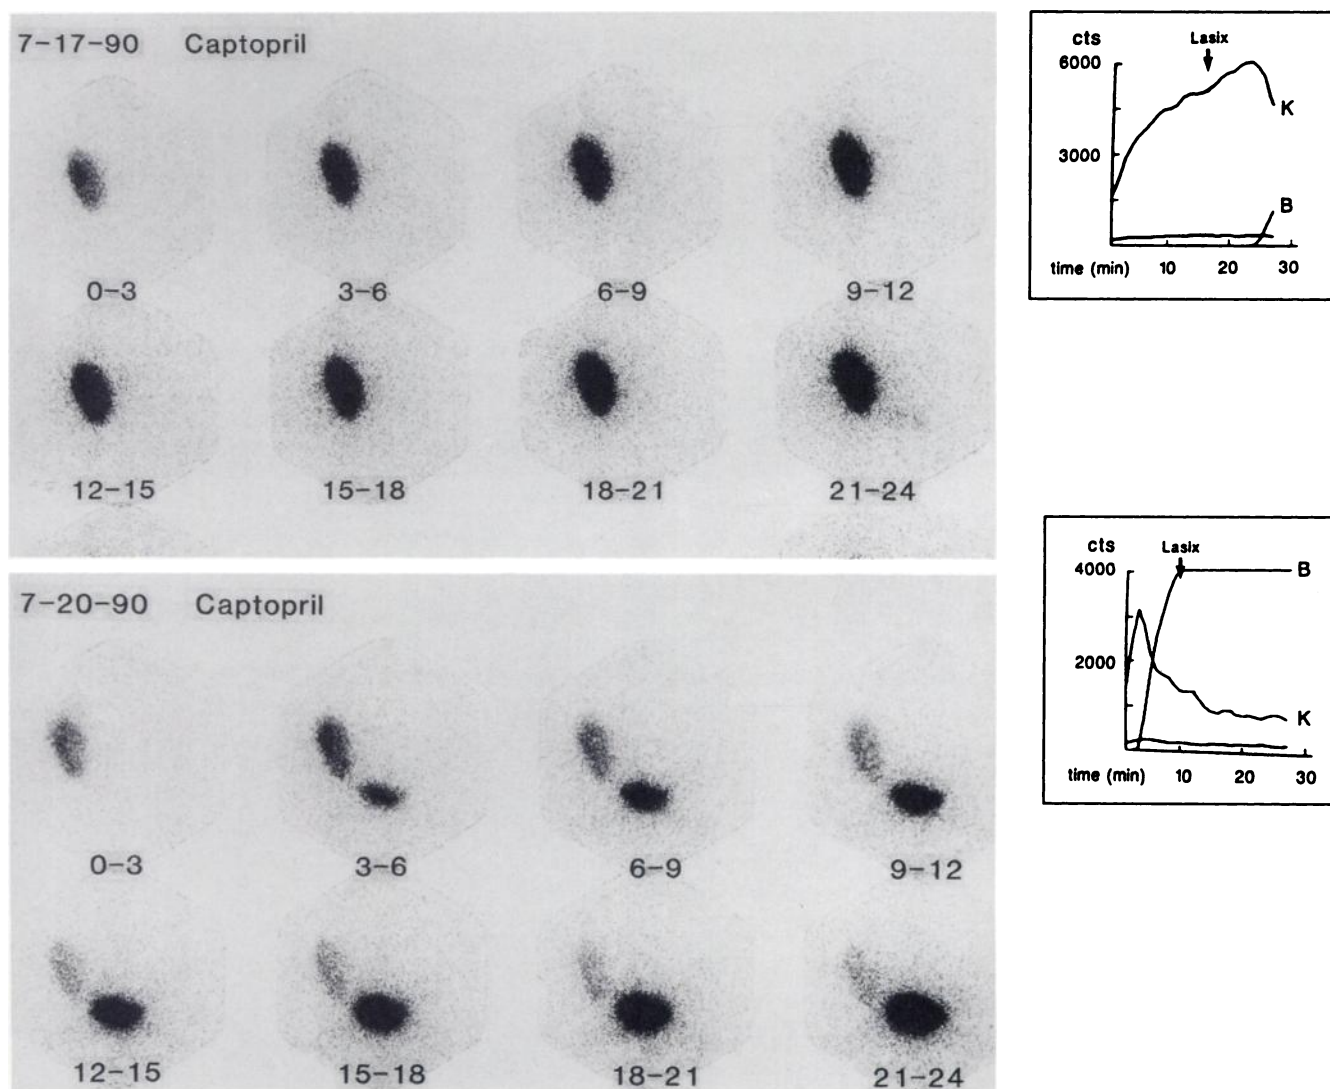 7-17-90 Captopril
0-3 3-6 6-9 9-12
12-15 15-18 18-21 21-24
cts
Lasix
6000
K
3000
B
time (min) 10 20 30
7-20-90 Captopril
0-3 3-6 6-9 9-12
12-15 15-18 18-21 21-24
cts
Lasix
4000
B
2000
K
time (min) 10 20 30